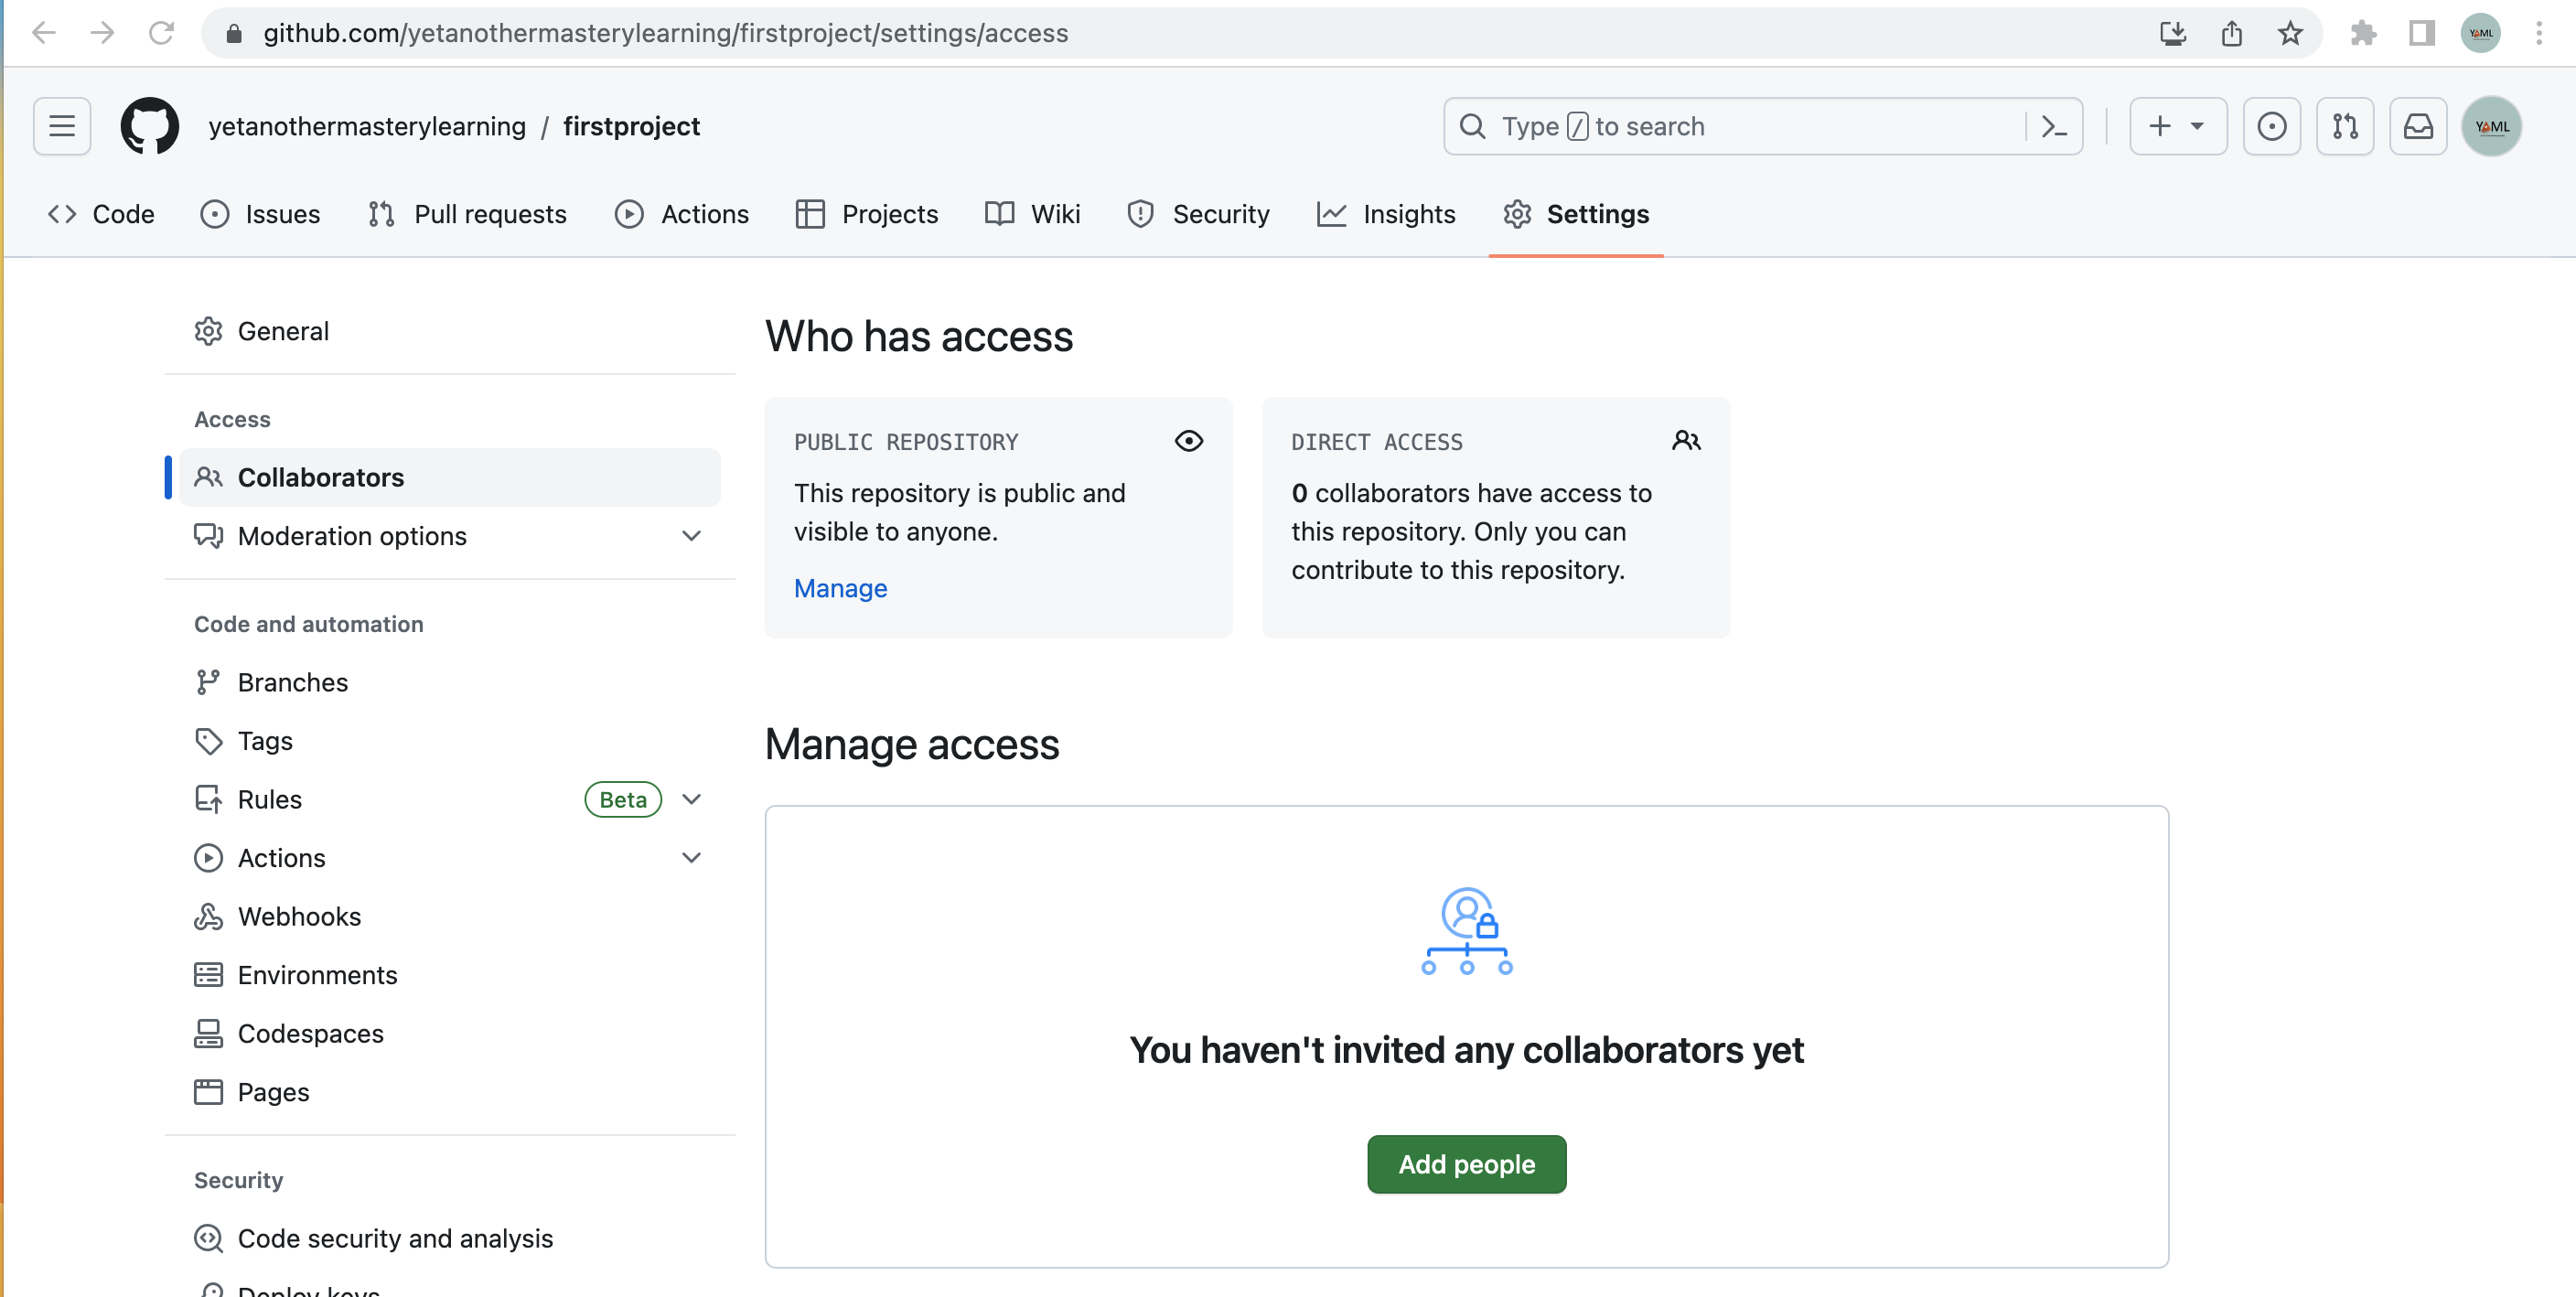 github.com/yetanothermasterylearning/firstproject/settings/access
YAML
yetanothermasterylearning / firstproject
Type / to search
YAML
Code
Issues
Pull requests
Actions
Projects
Wiki
Security
Insights
Settings
General
Access
Collaborators
Moderation options
Code and automation
Branches
Tags
Rules
Beta
Actions
Webhooks
Environments
Codespaces
Pages
Security
Code security and analysis
Deploy keys
Who has access
PUBLIC REPOSITORY
This repository is public and
visible to anyone.
Manage
DIRECT ACCESS
0 collaborators have access to
this repository. Only you can
contribute to this repository.
Manage access
You haven't invited any collaborators yet
Add people